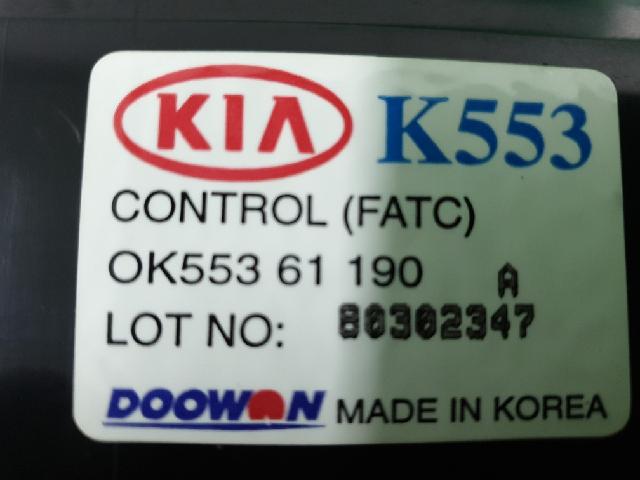 KIA K553
CONTROL (FATC)
OK553 61 190 A
LOT NO: 80302347
DOOWON MADE IN KOREA